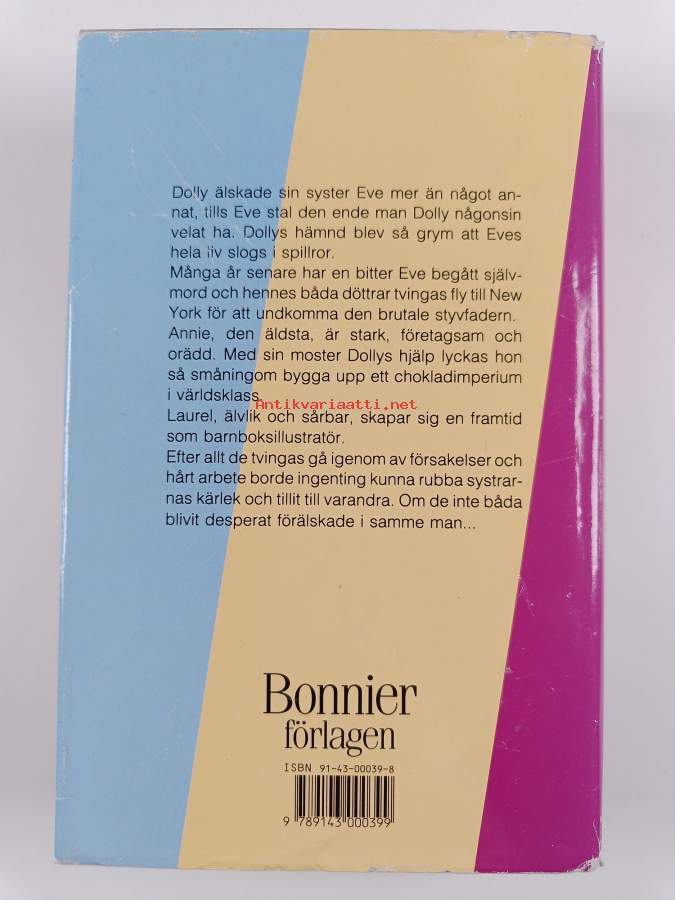 Dolly älskade sin syster Eve mer än något an-
nat, tills Eve stal den ende man Dolly någonsin
velat ha. Dollys hämnd blev så grym att Eves
hela liv slogs i spillror.
Många år senare har en bitter Eve begått själv-
mord och hennes båda döttrar tvingas fly till New
York för att undkomma den brutale styvfadern.
Annie, den äldsta, är stark, företagsam och
orädd. Med sin moster Dollys hjälp lyckas hon
så småningom bygga upp ett chokladimperium
i världsklass.
Antikvariaatti.net
Laurel, älvlik och sårbar, skapar sig en framtid
som barnboksillustratör.
Efter allt de tvingas gå igenom av försakelser och
hårt arbete borde ingenting kunna rubba systrar-
nas kärlek och tillit till varandra. Om de inte båda
blivit desperat förälskade i samme man...
Bonnier
förlagen
ISBN 91-43-00039-8
9 789143 000399